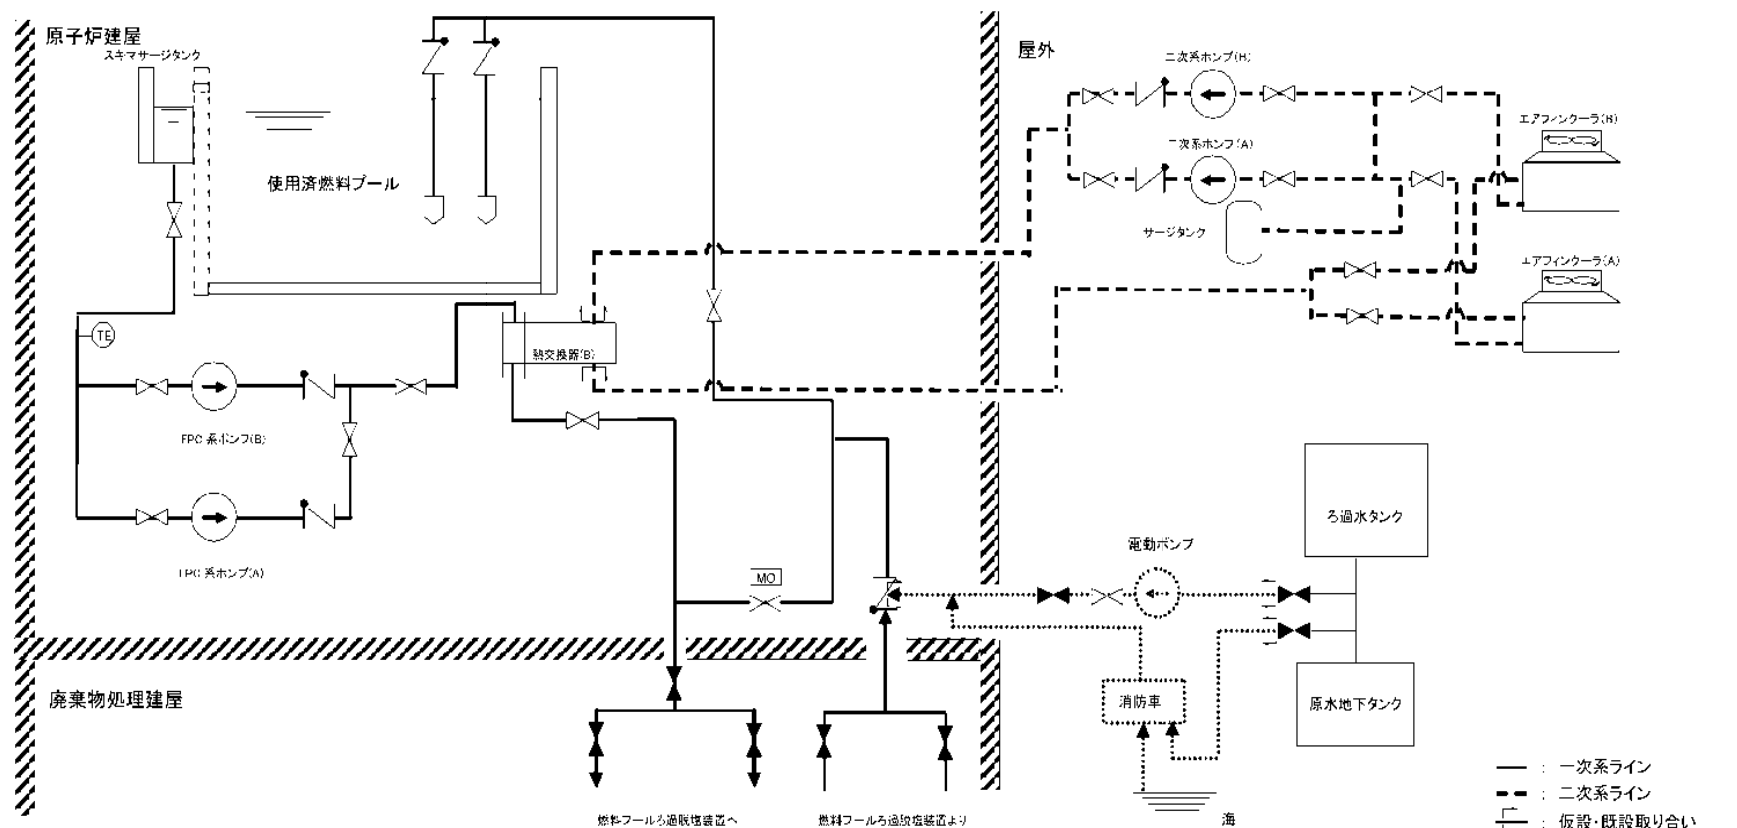 原子炉建屋
スキマサージタンク
使用済燃料プール
TE
FPC 系ポンプ(B)
FPC 系ポンプ(A)
熱交換器(B)
MO
屋外
二次系ポンプ(B)
二次系ポンプ(A)
サージタンク
エアフィンクーラ(B)
エアフィンクーラ(A)
ろ過水タンク
電動ポンプ
消防車
原水地下タンク
海
廃棄物処理建屋
燃料プールろ過脱塩装置へ
燃料プールろ過脱塩装置より
： 一次系ライン
： 二次系ライン
： 仮設・既設取り合い